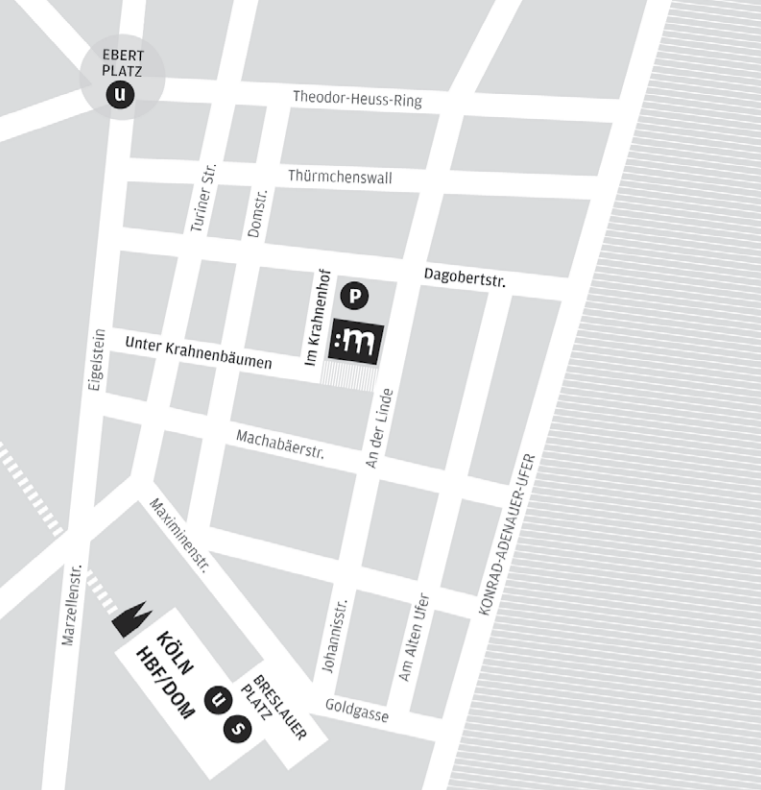 EBERT
PLATZ
u
Theodor-Heuss-Ring
Thürmchenswall
Turiner Str.
Domstr.
Dagobertstr.
Im Krahnenhof
P
:m
Unter Krahnenbäumen
Eigelstein
An der Linde
Machabäerstr.
KONRAD-ADENAUER-UFER
Maximinenstr.
Marzellenstr.
Johannisstr.
Am Alten Ufer
KÖLN
HBF/DOM
u
s
BRESLAUER
PLATZ
Goldgasse